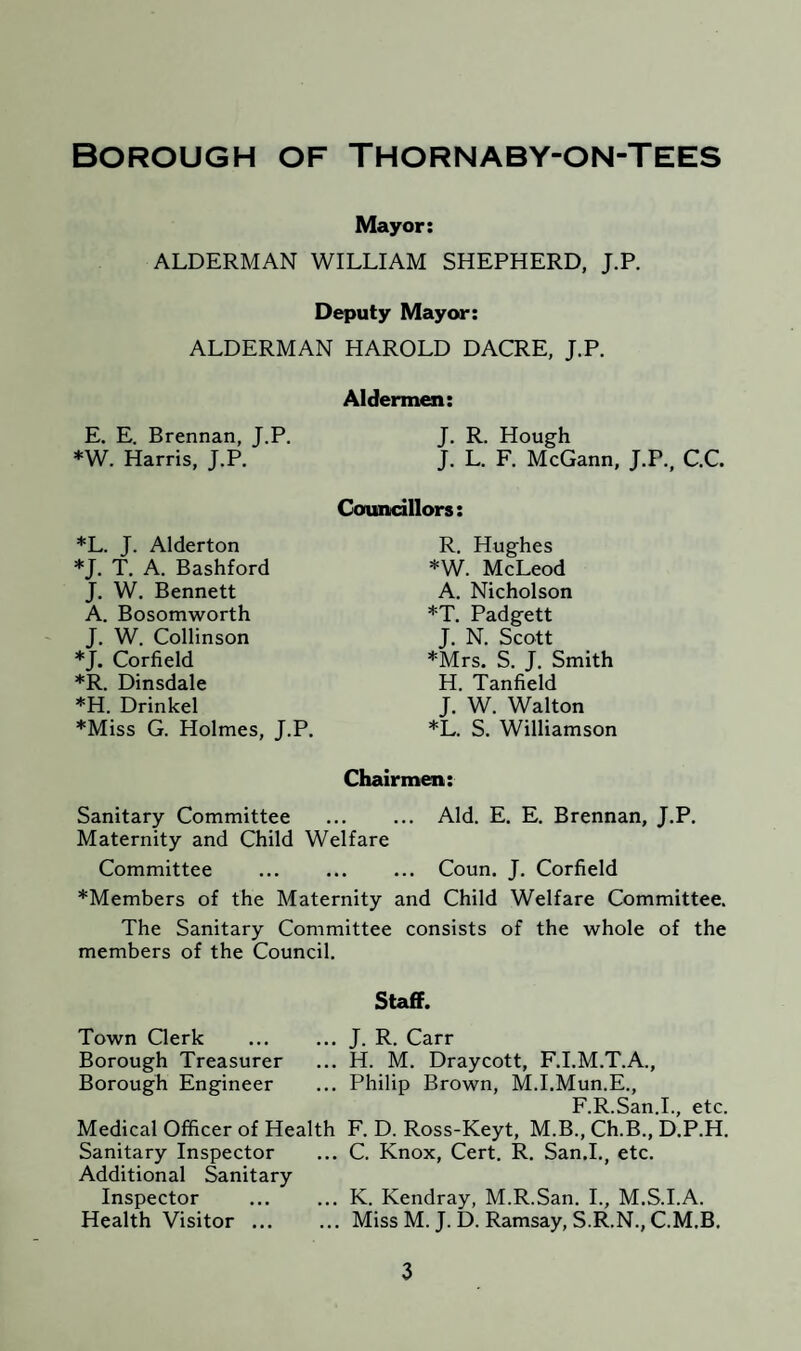 BOROUGH OF THORNABY-ON-TEES
Mayor:
ALDERMAN WILLIAM SHEPHERD, J.P.
Deputy Mayor:
ALDERMAN HAROLD DACRE, J.P.
Aldermen:
E. E. Brennan, J.P. J. R. Hough
*W. Harris, J.P. J. L. F. McGann, J.P., C.C.
Councillors:
*L. J. Alderton R. Hughes
*J. T. A. Bashford *W. McLeod
J. W. Bennett A. Nicholson
A. Bosomworth *T. Padgett
J. W. Collinson J. N. Scott
*J. Corfield *Mrs. S. J. Smith
*R. Dinsdale H. Tanfield
*H. Drinkel J. W. Walton
*Miss G. Holmes, J.P. *L. S. Williamson
Chairmen:
Sanitary Committee ... ... Ald. E. E. Brennan, J.P.
Maternity and Child Welfare
Committee ... ... ... Coun. J. Corfield
*Members of the Maternity and Child Welfare Committee.
The Sanitary Committee consists of the whole of the
members of the Council.
Staff.
Town Clerk ... ... J. R. Carr
Borough Treasurer ... H. M. Draycott, F.I.M.T.A.,
Borough Engineer ... Philip Brown, M.I.Mun.E.,
F.R.San.I., etc.
Medical Officer of Health F. D. Ross-Keyt, M.B., Ch.B., D.P.H.
Sanitary Inspector ... C. Knox, Cert. R. San.I., etc.
Additional Sanitary
Inspector ... ... K. Kendray, M.R.San. I., M.S.I.A.
Health Visitor ... ... Miss M. J. D. Ramsay, S.R.N., C.M.B.
3